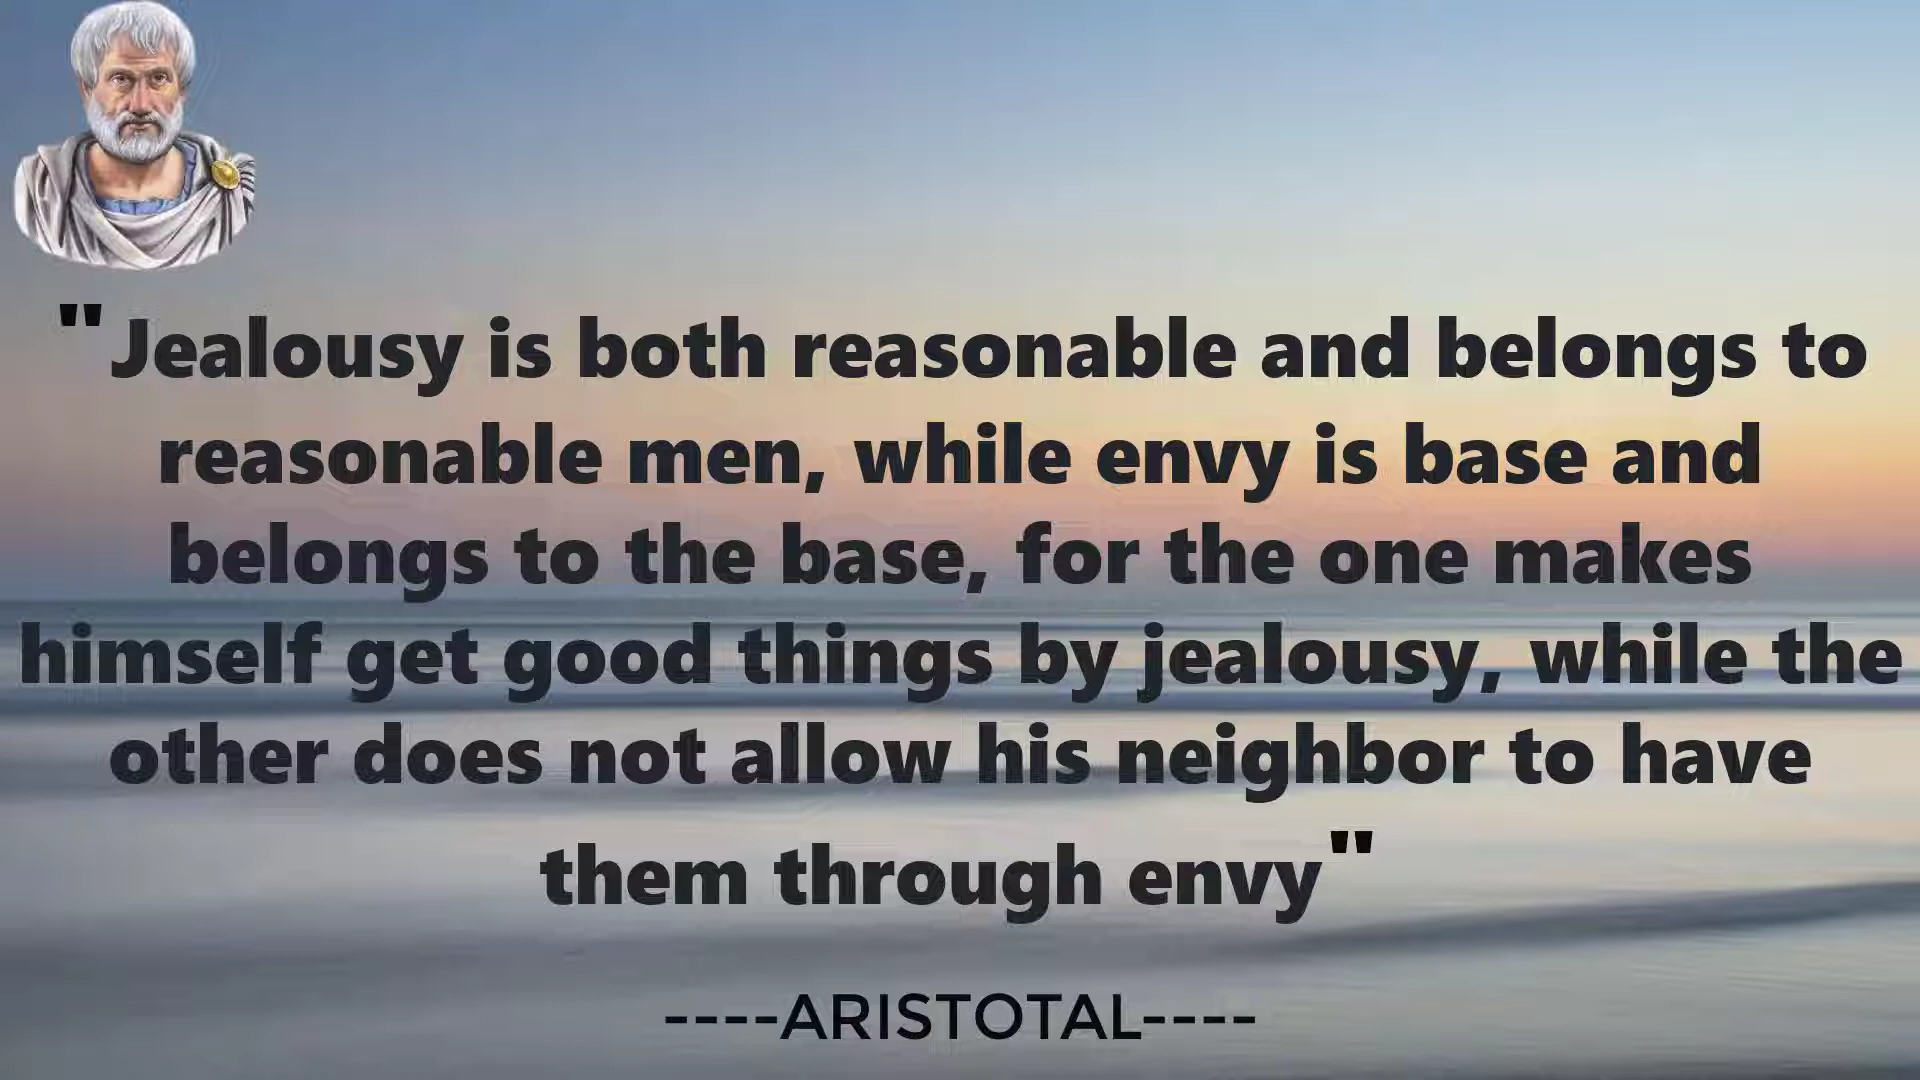 "Jealousy is both reasonable and belongs to
reasonable men, while envy is base and
belongs to the base, for the one makes
himself get good things by jealousy, while the
other does not allow his neighbor to have
them through envy"
----ARISTOTAL----